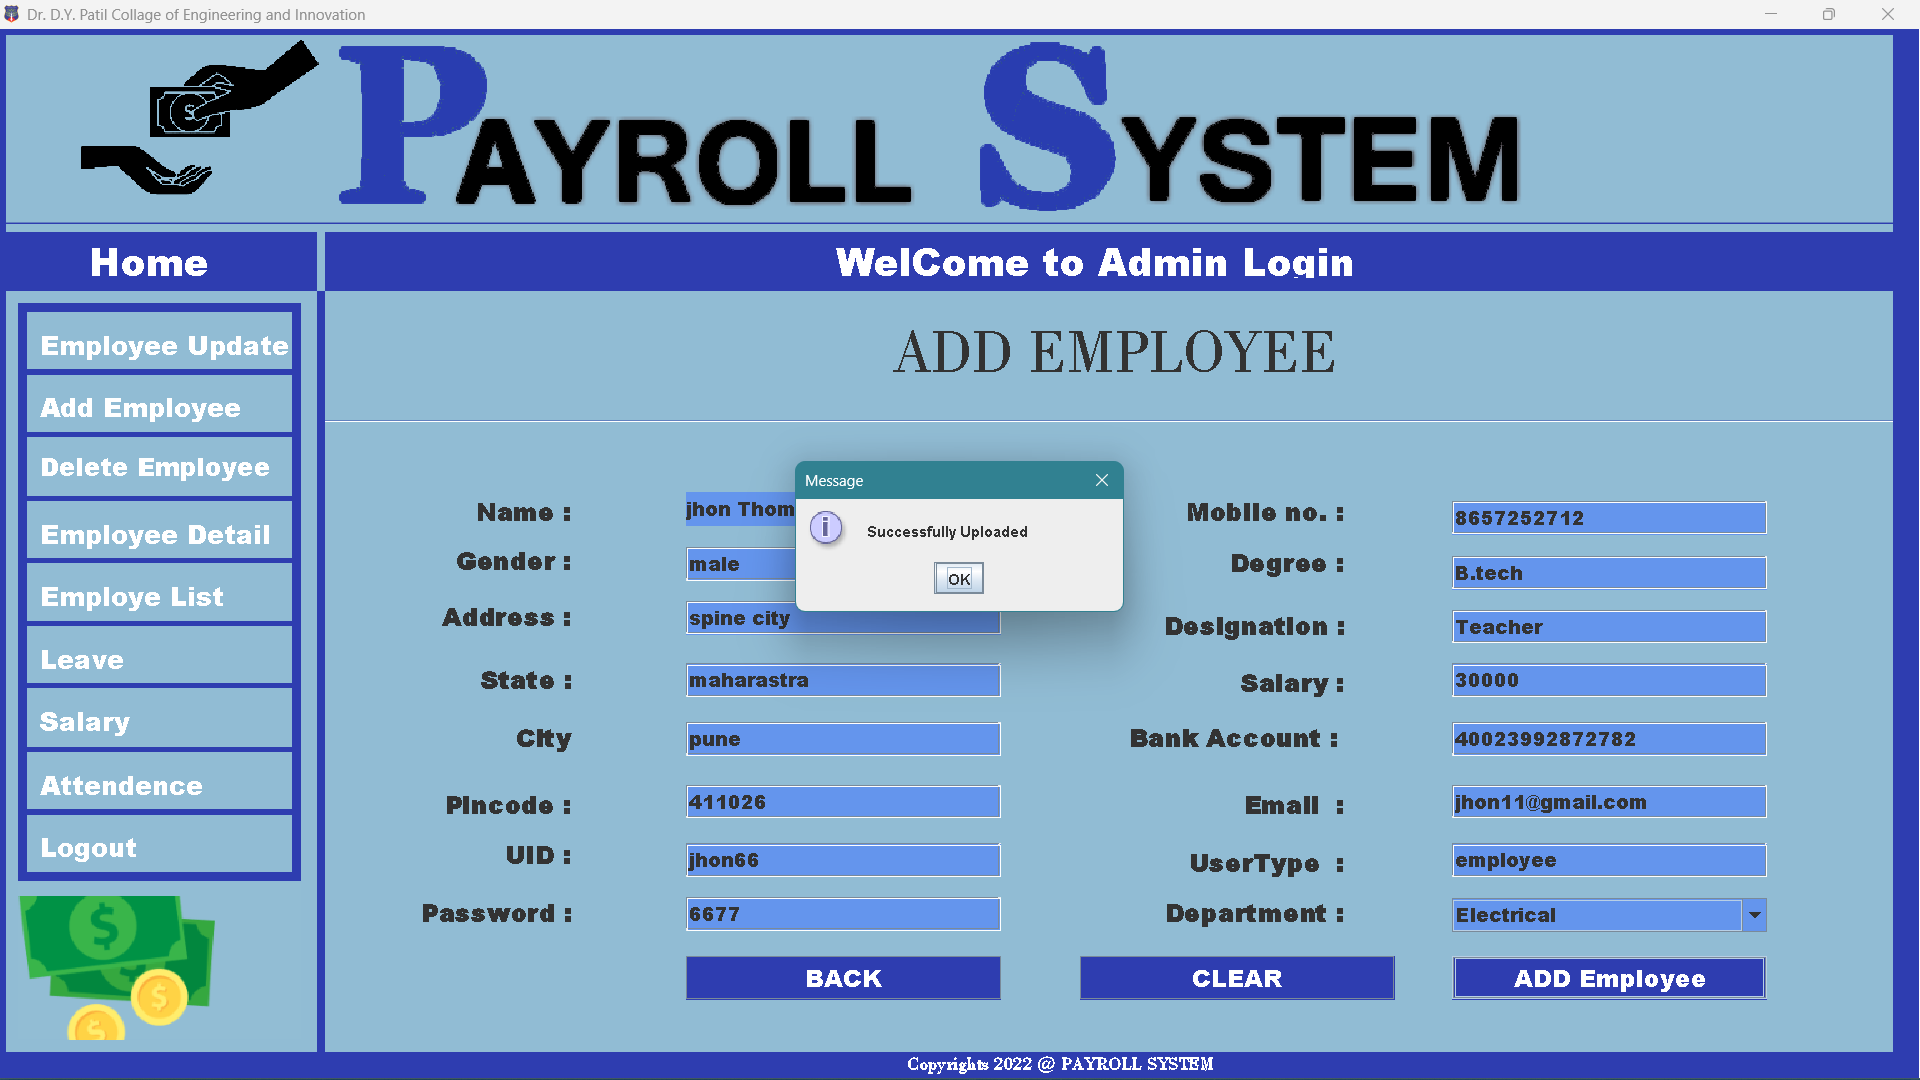 Dr. D.Y. Patil Collage of Engineering and Innovation
PAYROLL SYSTEM
Home
WelCome to Admin Login
Employee Update
Add Employee
Delete Employee
Employee Detail
Employe List
Leave
Salary
Attendence
Logout
ADD EMPLOYEE
Message
Successfully Uploaded
OK
Name : jhon Thom
Gender : male
Address : spine city
State : maharastra
City pune
Pincode : 411026
UID : jhon66
Password : 6677
Mobile no. : 8657252712
Degree : B.tech
Designation : Teacher
Salary : 30000
Bank Account : 40023992872782
Email : jhon11@gmail.com
UserType : employee
Department : Electrical
BACK
CLEAR
ADD Employee
Copyrights 2022 @ PAYROLL SYSTEM